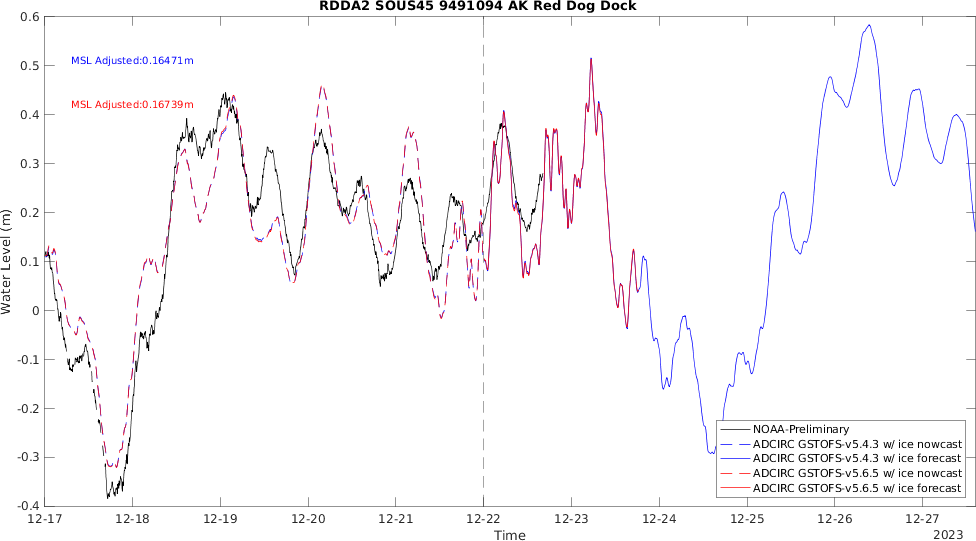 RDDA2 SOUS45 9491094 AK Red Dog Dock
MSL Adjusted:0.16471m
MSL Adjusted:0.16739m
Water Level (m)
0.6
0.5
0.4
0.3
0.2
0.1
0
-0.1
-0.2
-0.3
-0.4
NOAA-Preliminary
ADCIRC GSTOFS-v5.4.3 w/ ice nowcast
ADCIRC GSTOFS-v5.4.3 w/ ice forecast
ADCIRC GSTOFS-v5.6.5 w/ ice nowcast
ADCIRC GSTOFS-v5.6.5 w/ ice forecast
12-17 12-18 12-19 12-20 12-21 12-22 12-23 12-24 12-25 12-26 12-27
Time
2023